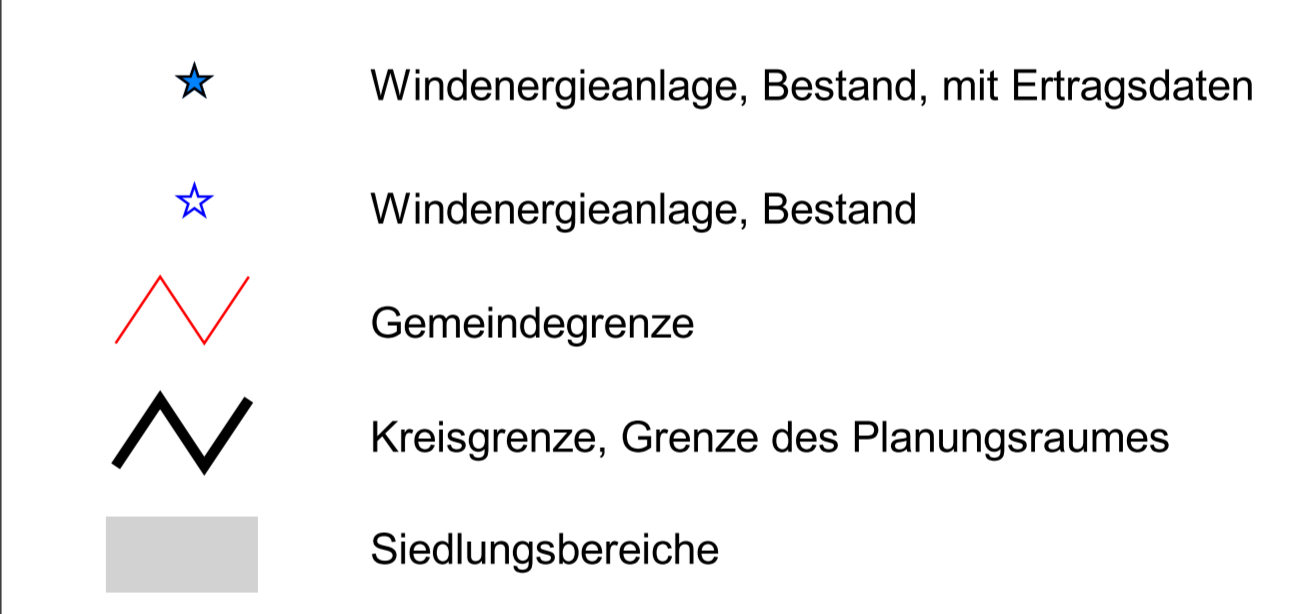 Windenergieanlage, Bestand, mit Ertragsdaten
Windenergieanlage, Bestand
Gemeindegrenze
Kreisgrenze, Grenze des Planungsraumes
Siedlungsbereiche